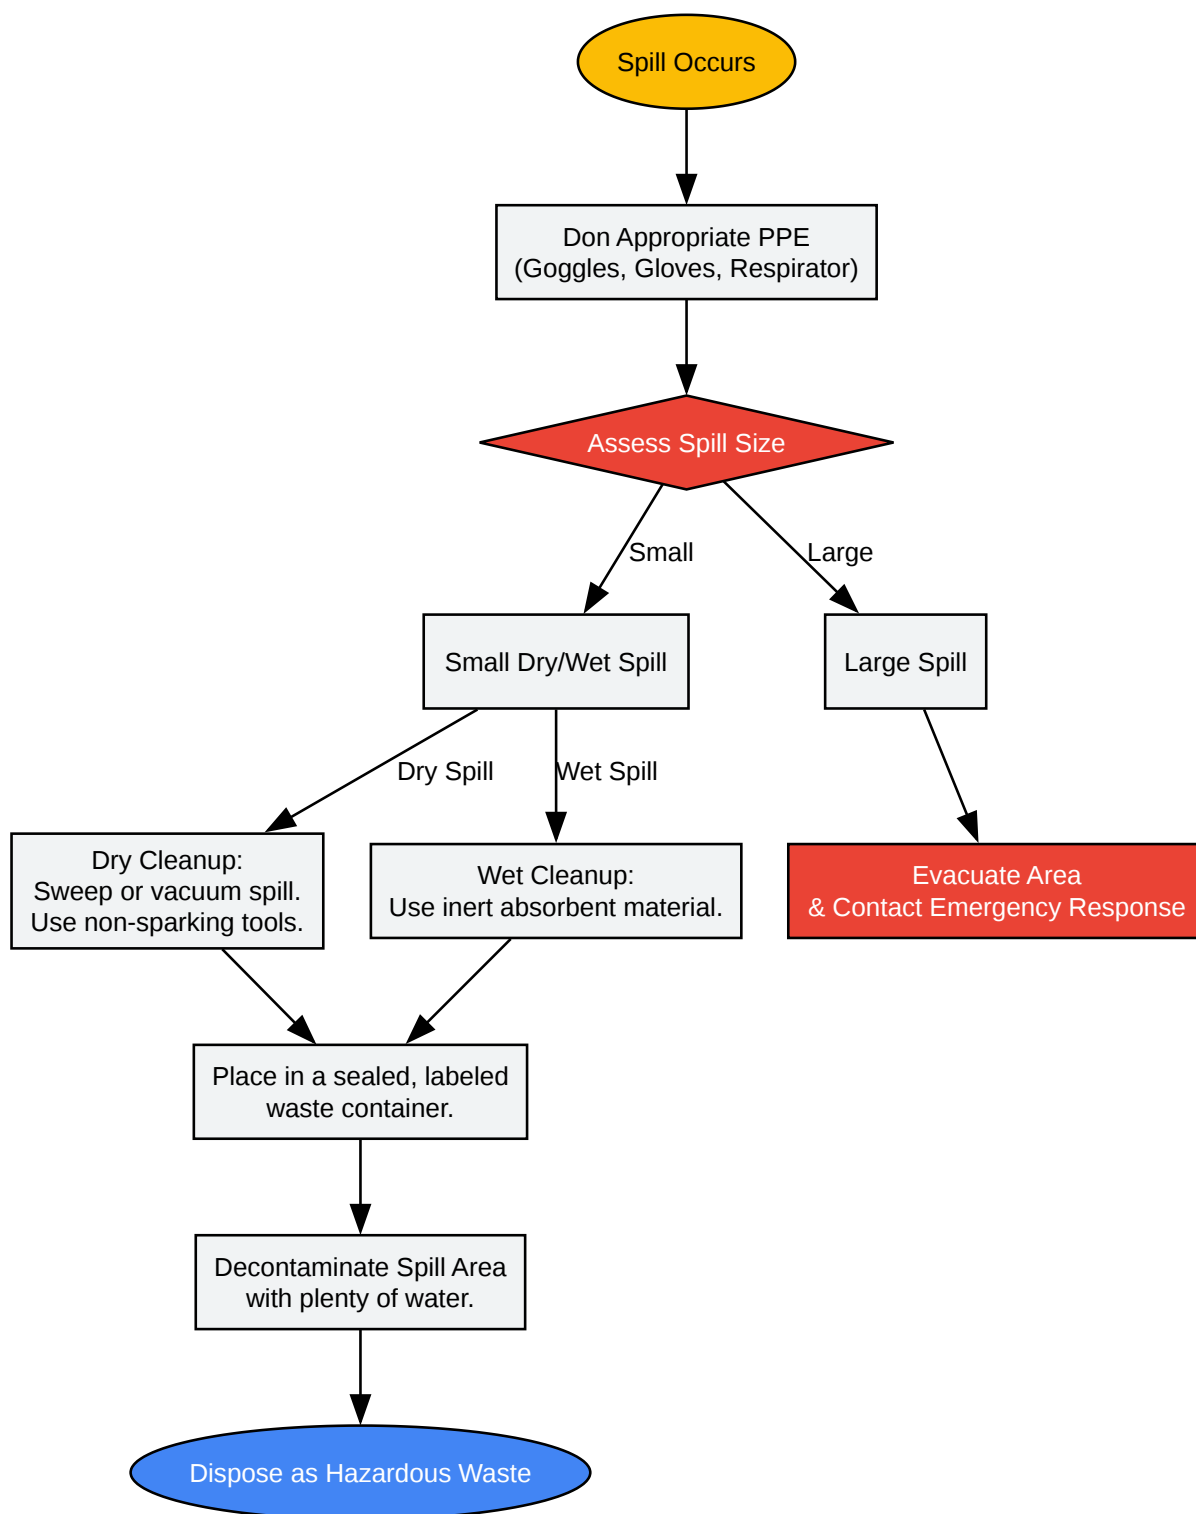 Spill Occurs
Don Appropriate PPE
(Goggles, Gloves, Respirator)
Assess Spill Size
Small
Large
Small Dry/Wet Spill
Large Spill
Dry Spill
Wet Spill
Dry Cleanup:
Sweep or vacuum spill.
Use non-sparking tools.
Wet Cleanup:
Use inert absorbent material.
Evacuate Area
& Contact Emergency Response
Place in a sealed, labeled
waste container.
Decontaminate Spill Area
with plenty of water.
Dispose as Hazardous Waste